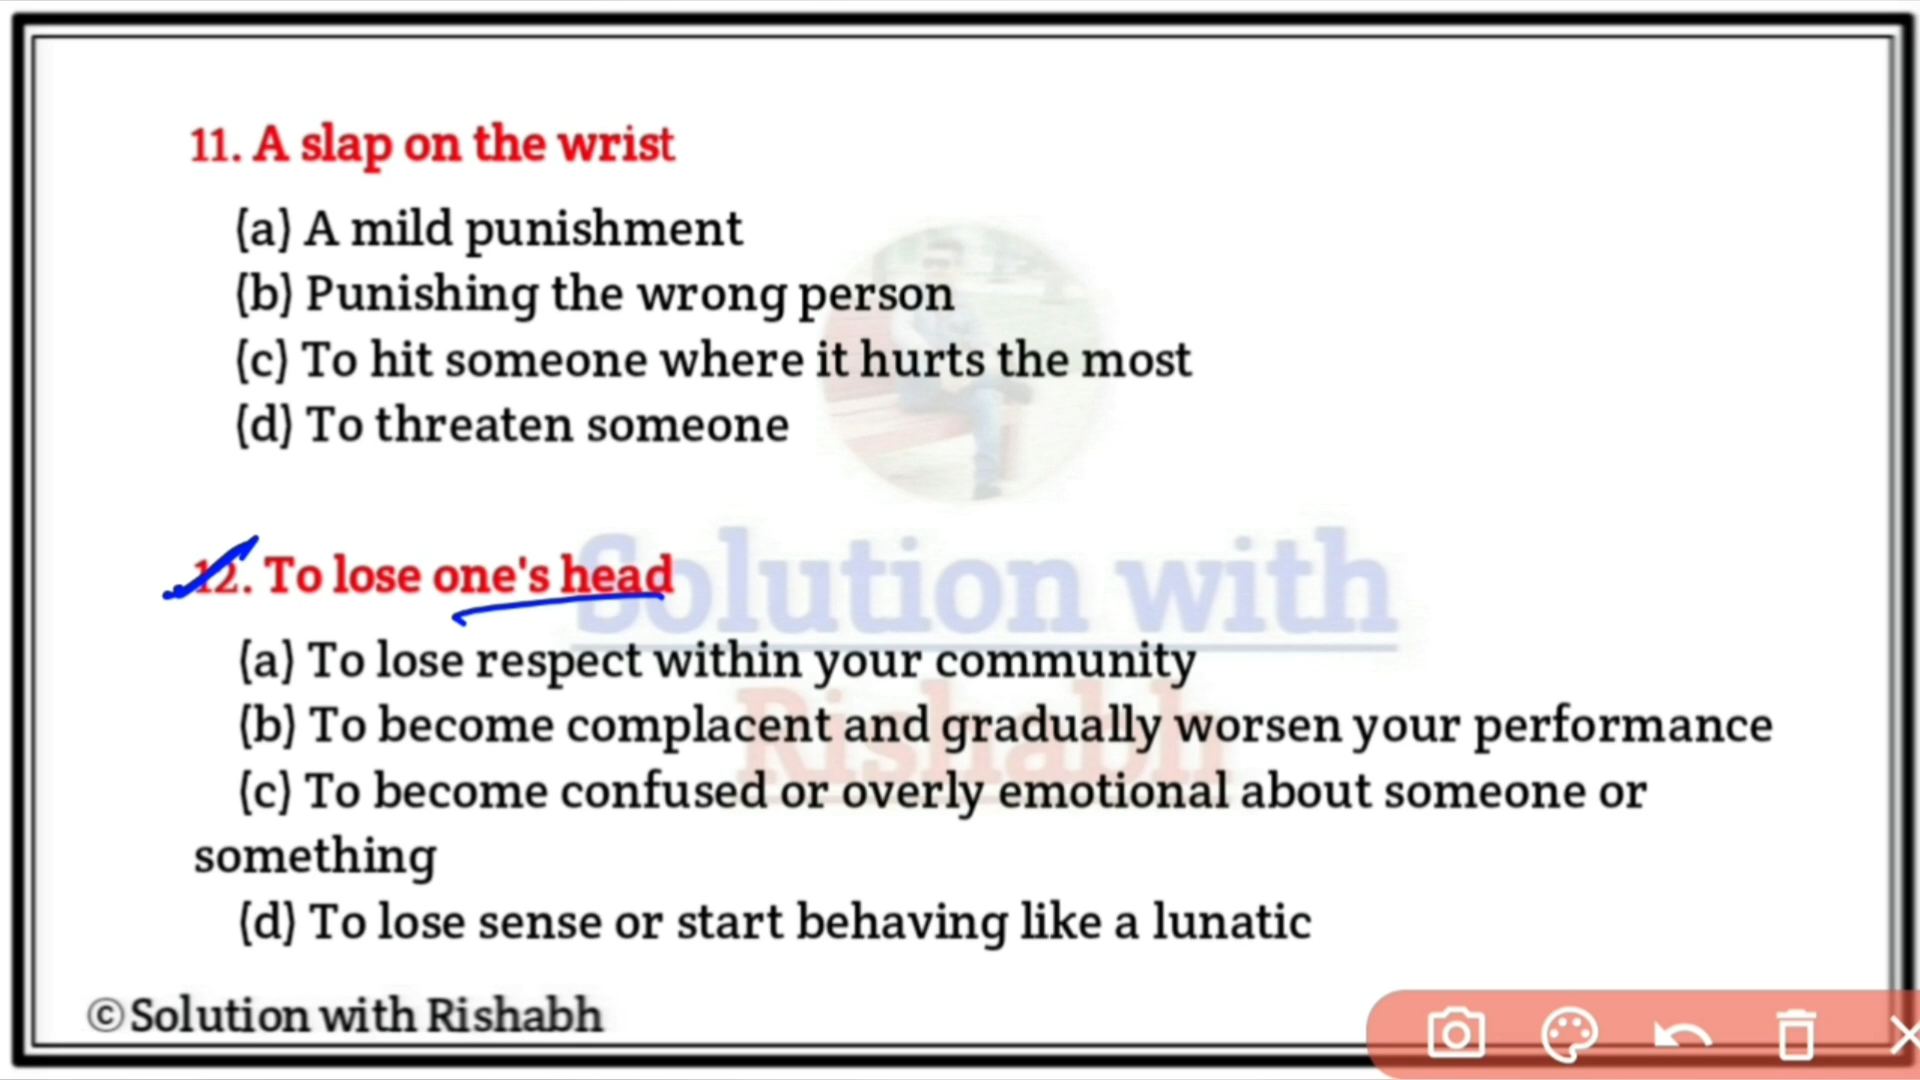 11. A slap on the wrist
(a) A mild punishment
(b) Punishing the wrong person
(c) To hit someone where it hurts the most
(d) To threaten someone
12. To lose one's head
Solution with
(a) To lose respect within your community
Rishabh
(b) To become complacent and gradually worsen your performance
(c) To become confused or overly emotional about someone or
something
(d) To lose sense or start behaving like a lunatic
©Solution with Rishabh